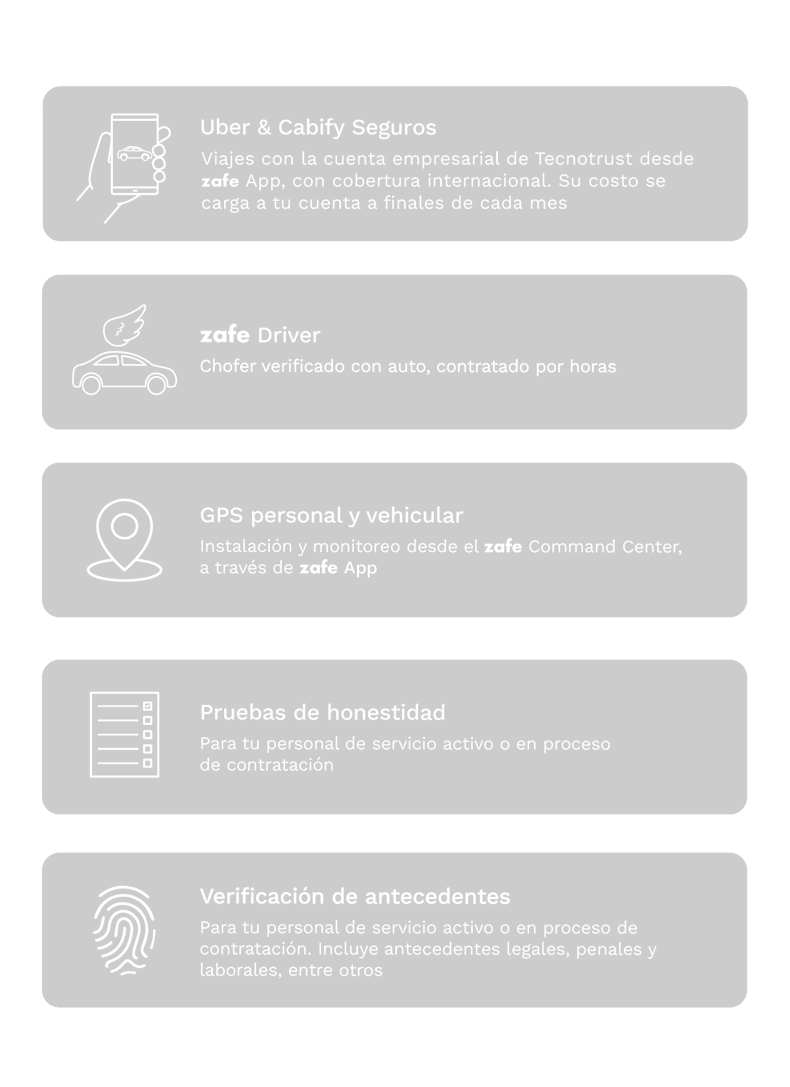 Uber & Cabify Seguros
Viajes con la cuenta empresarial de Tecnotrust desde
zafe App, con cobertura internacional. Su costo se
carga a tu cuenta a finales de cada mes
zafe Driver
Chofer verificado con auto, contratado por horas
GPS personal y vehicular
Instalación y monitoreo desde el zafe Command Center,
a través de zafe App
Pruebas de honestidad
Para tu personal de servicio activo o en proceso
de contratación
Verificación de antecedentes
Para tu personal de servicio activo o en proceso de
contratación. Incluye antecedentes legales, penales y
laborales, entre otros